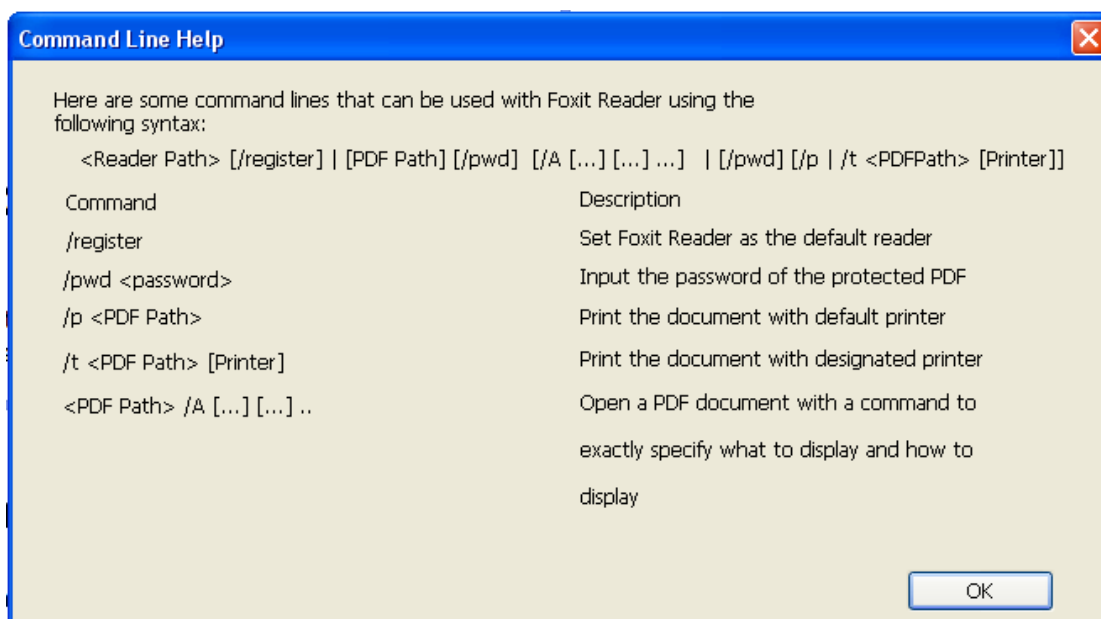 Command Line Help
Here are some command lines that can be used with Foxit Reader using the
following syntax:
<Reader Path> [/register] | [PDF Path] [/pwd] [/A [...] [...] ...] | [/pwd] [/p | /t <PDFPath> [Printer]]
Command Description
/register Set Foxit Reader as the default reader
/pwd <password> Input the password of the protected PDF
/p <PDF Path> Print the document with default printer
/t <PDF Path> [Printer] Print the document with designated printer
<PDF Path> /A [...] [...] .. Open a PDF document with a command to
exactly specify what to display and how to
display
OK